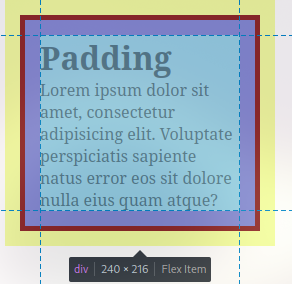 Padding
Lorem ipsum dolor sit
amet, consectetur
adipisicing elit. Voluptate
perspiciatis sapiente
natus error eos sit dolore
nulla eius quam atque?
div 240 × 216 Flex Item